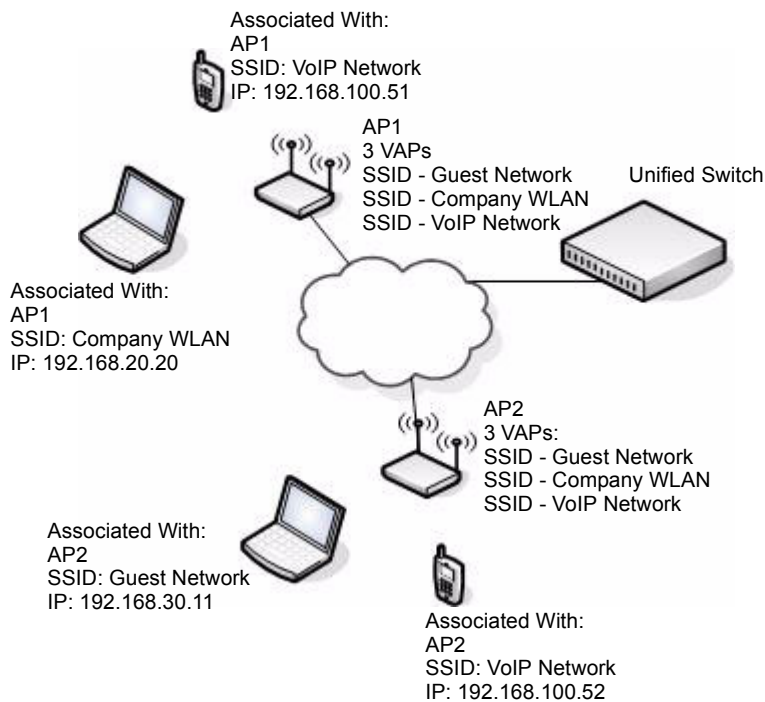 Associated With:
AP1
SSID: VoIP Network
IP: 192.168.100.51
AP1
3 VAPs
SSID - Guest Network
SSID - Company WLAN
SSID - VoIP Network
Unified Switch
Associated With:
AP1
SSID: Company WLAN
IP: 192.168.20.20
AP2
3 VAPs:
SSID - Guest Network
SSID - Company WLAN
SSID - VoIP Network
Associated With:
AP2
SSID: Guest Network
IP: 192.168.30.11
Associated With:
AP2
SSID: VoIP Network
IP: 192.168.100.52